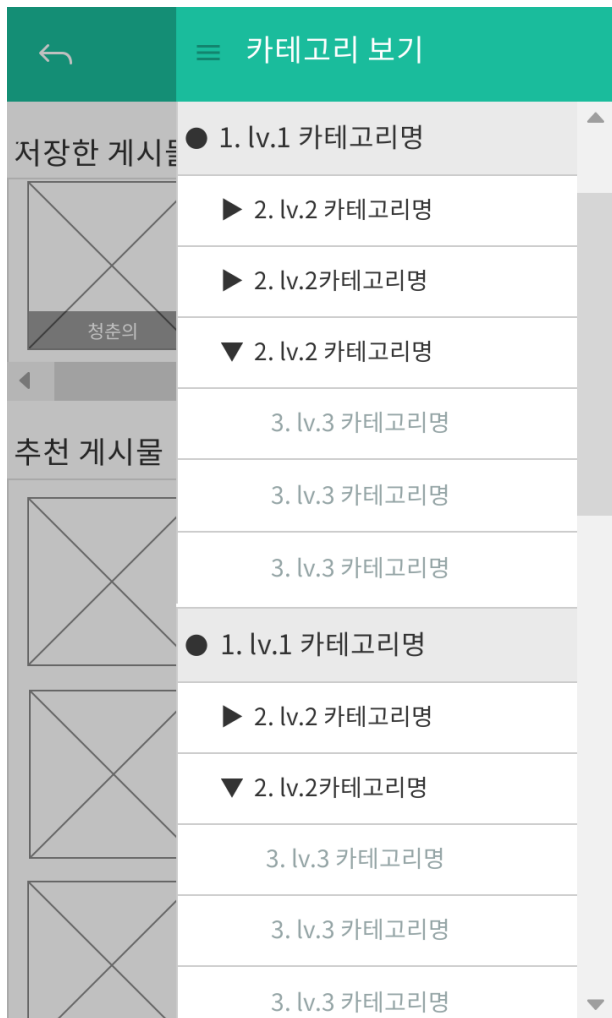 카테고리 보기
저장한 게시물
청춘의
추천 게시물
● 1. lv.1 카테고리명
▶ 2. lv.2 카테고리명
▶ 2. lv.2카테고리명
▼ 2. lv.2 카테고리명
3. lv.3 카테고리명
3. lv.3 카테고리명
3. lv.3 카테고리명
● 1. lv.1 카테고리명
▶ 2. lv.2 카테고리명
▼ 2. lv.2카테고리명
3. lv.3 카테고리명
3. lv.3 카테고리명
3. lv.3 카테고리명